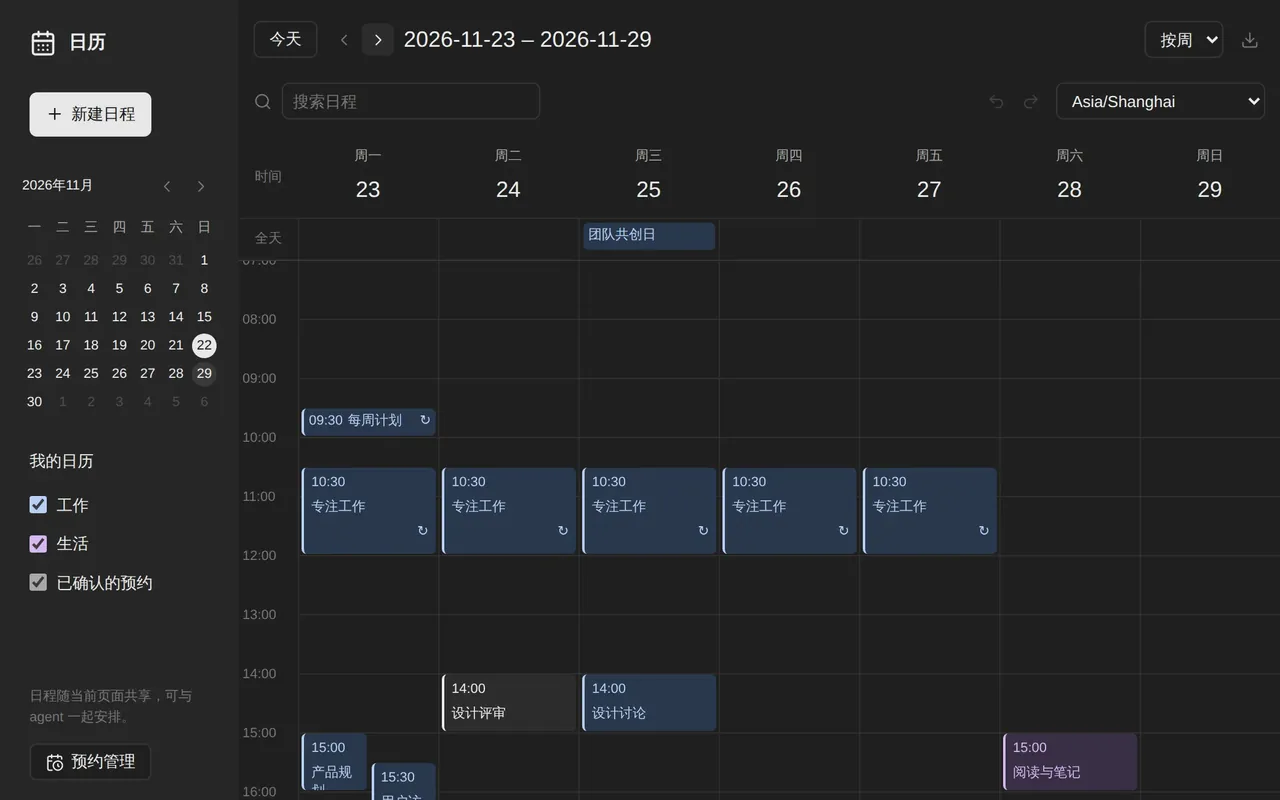 日历
新建日程
2026年11月
一 二 三 四 五 六 日
26 27 28 29 30 31 1
2 3 4 5 6 7 8
9 10 11 12 13 14 15
16 17 18 19 20 21 22
23 24 25 26 27 28 29
30 1 2 3 4 5 6
我的日历
工作
生活
已确认的预约
日程随当前页面共享，可与
agent 一起安排。
预约管理
今天
2026-11-23 – 2026-11-29
按周
搜索日程
Asia/Shanghai
时间
周一 周二 周三 周四 周五 周六 周日
23 24 25 26 27 28 29
全天
团队共创日
07:00
08:00
09:00
09:30 每周计划
10:00
10:30 10:30 10:30 10:30 10:30
11:00
专注工作 专注工作 专注工作 专注工作 专注工作
12:00
13:00
14:00
14:00 14:00
设计评审 设计讨论
15:00
15:00 15:00
产品规划 阅读与笔记
15:30
16:00